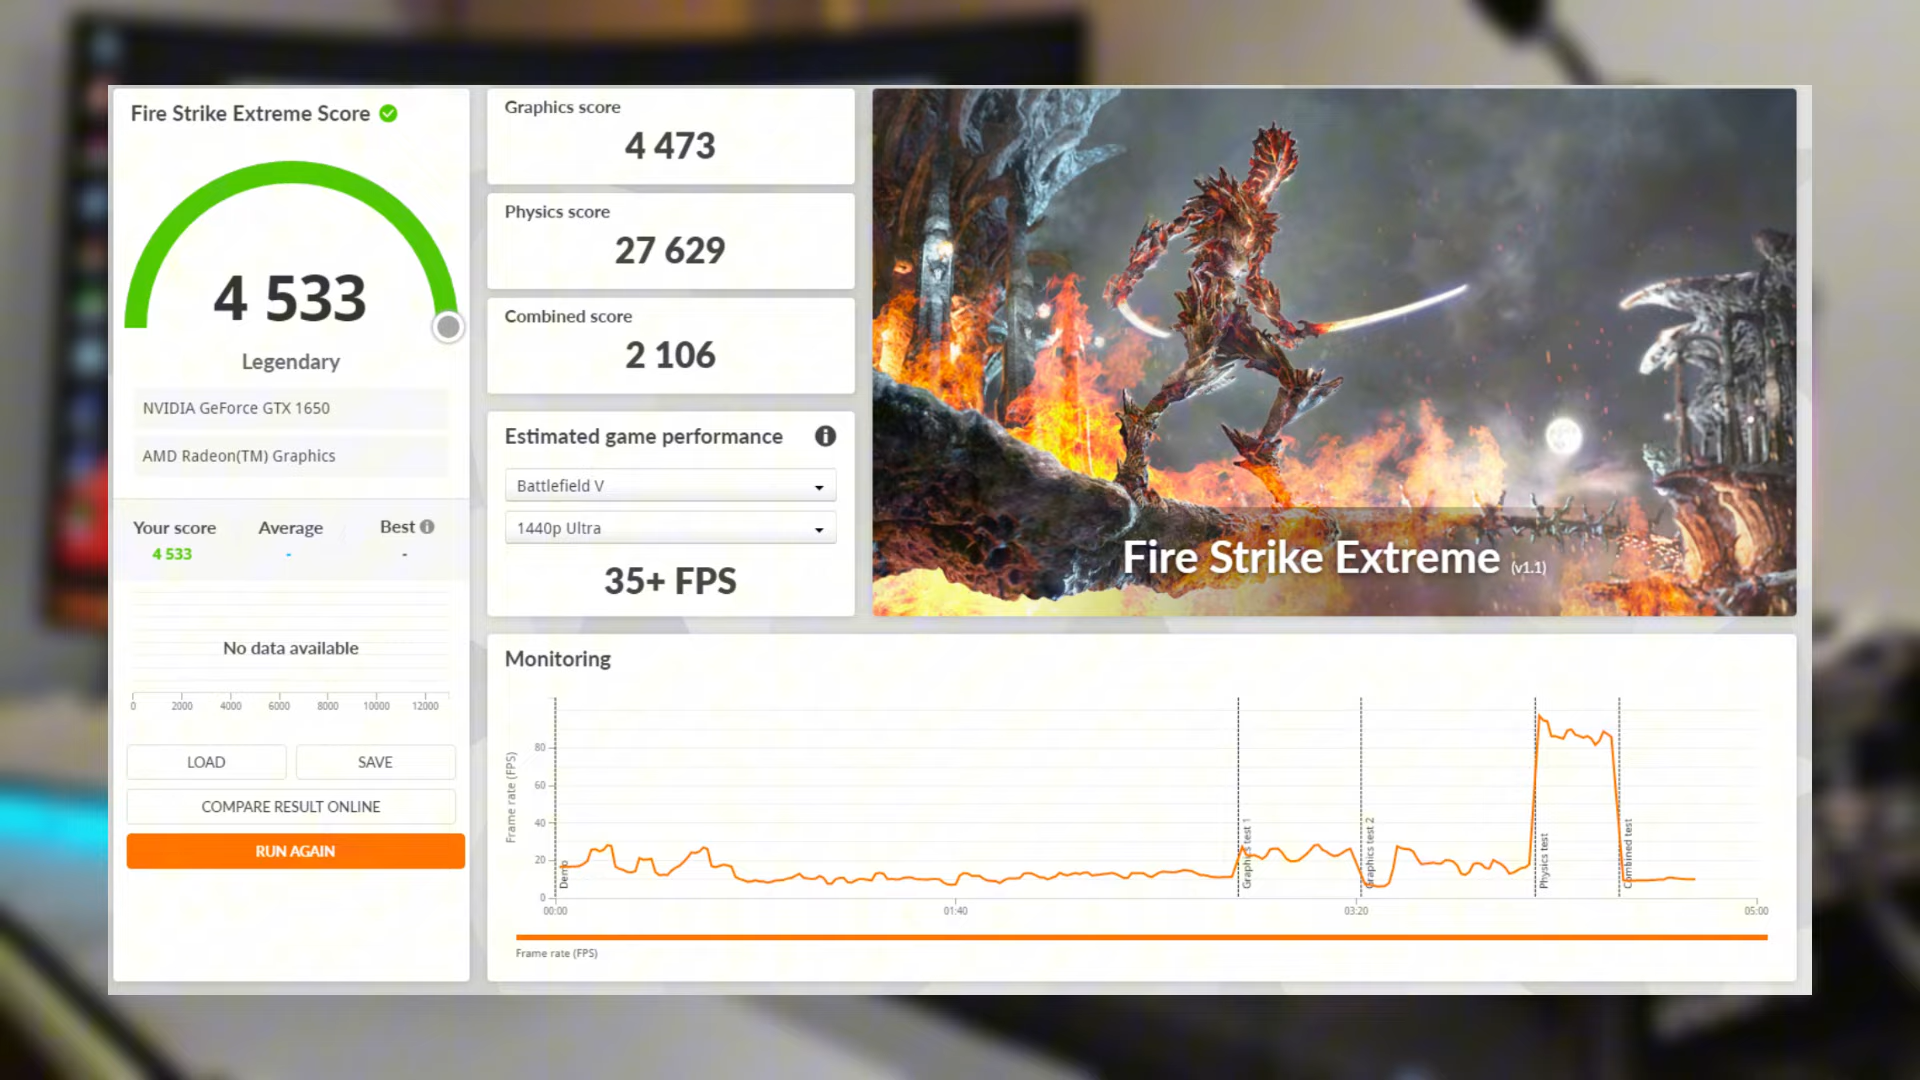 Fire Strike Extreme Score
4 533
Legendary
NVIDIA GeForce GTX 1650
AMD Radeon(TM) Graphics
Your score Average Best
4 533 - -
No data available
0 2000 4000 6000 8000 10000 12000
LOAD SAVE
COMPARE RESULT ONLINE
RUN AGAIN
Graphics score
4 473
Physics score
27 629
Combined score
2 106
Estimated game performance
Battlefield V
1440p Ultra
35+ FPS
Fire Strike Extreme (v1.1)
Monitoring
Frame rate (FPS)
80
60
40
20
0
Demo
Graphics test 1
Graphics test 2
Physics test
Combined test
00:00 01:40 03:20 05:00
Frame rate (FPS)